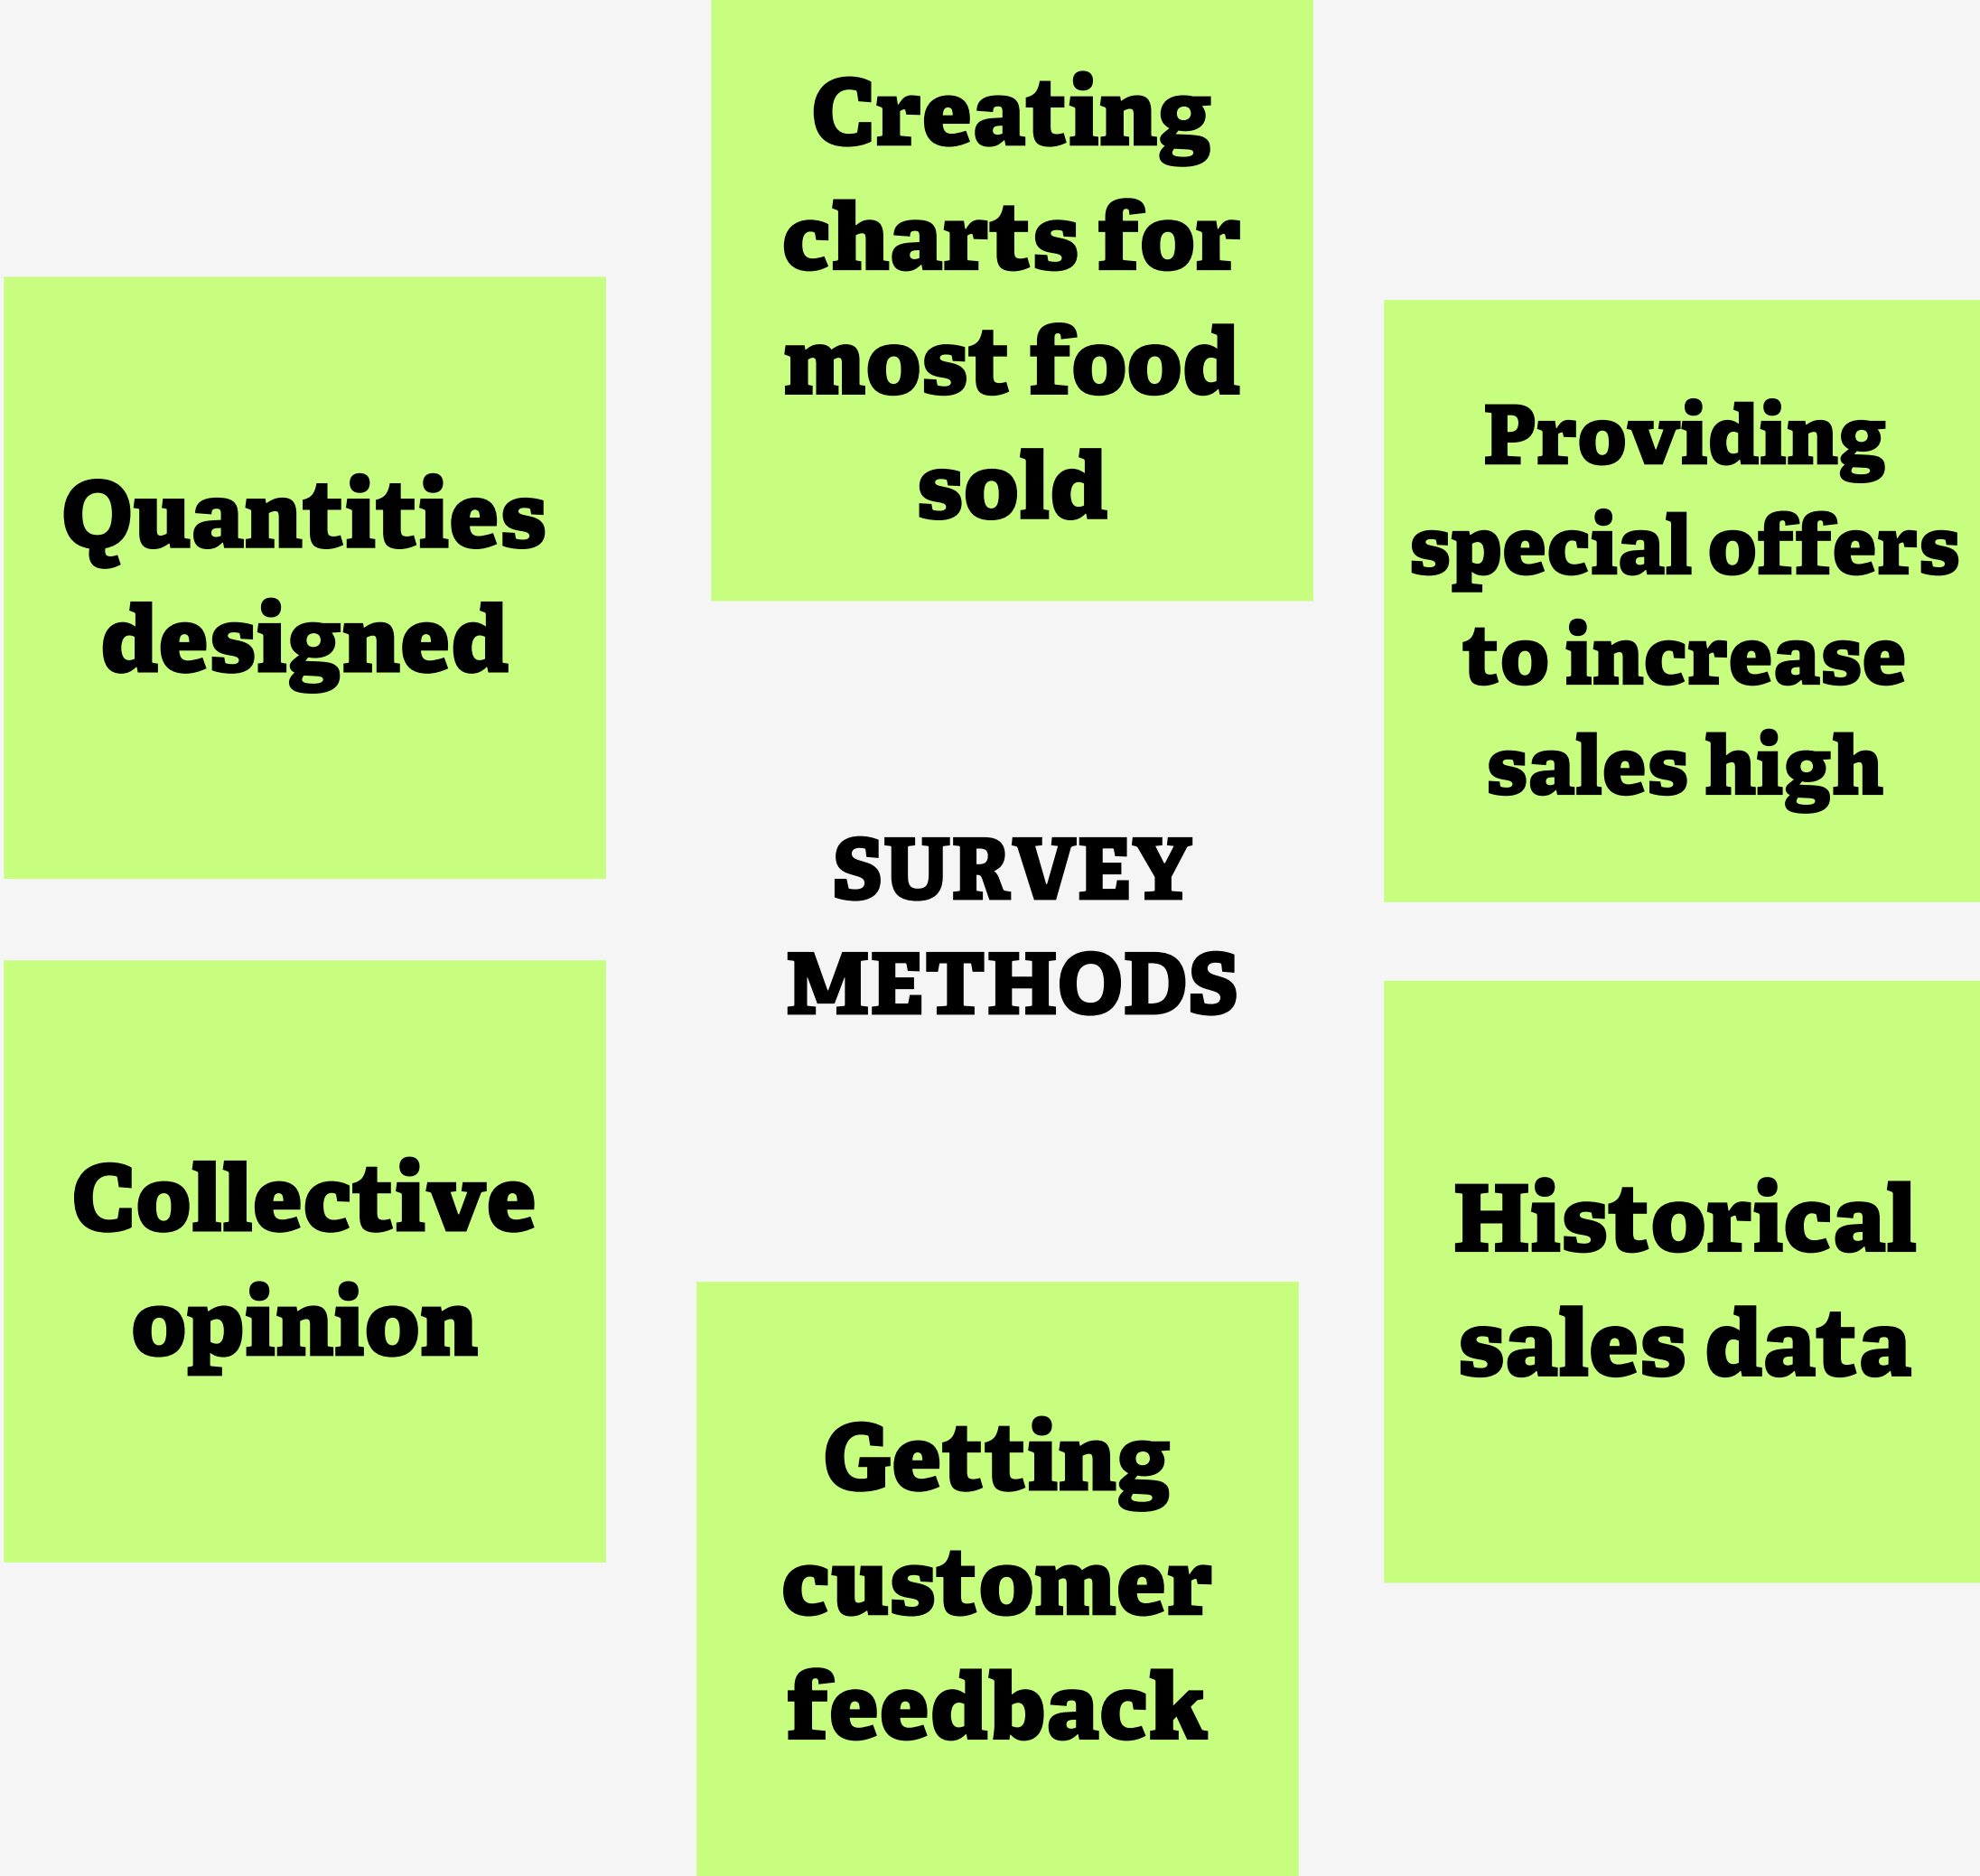 Creating
charts for
most food
sold
Quantities
designed
Providing
special offers
to increase
sales high
SURVEY
METHODS
Collective
opinion
Historical
sales data
Getting
customer
feedback